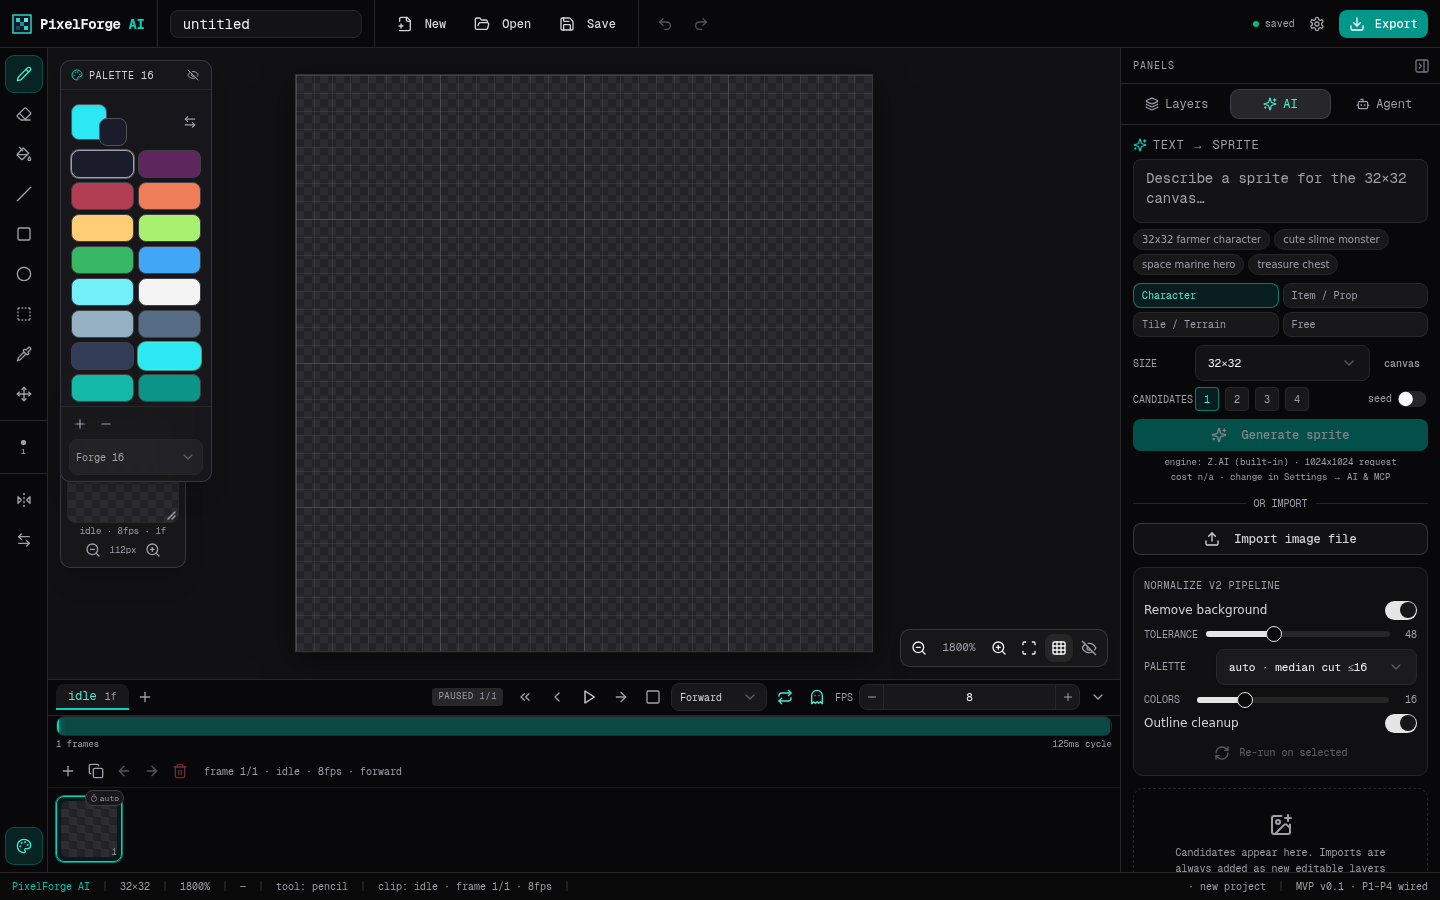 PixelForge AI
untitled
New
Open
Save
saved
Export
PALETTE 16
Forge 16
idle · 8fps · 1f
112px
1
1800%
PANELS
Layers
AI
Agent
TEXT → SPRITE
Describe a sprite for the 32×32
canvas…
32x32 farmer character
cute slime monster
space marine hero
treasure chest
Character
Item / Prop
Tile / Terrain
Free
SIZE
32×32
canvas
CANDIDATES
1
2
3
4
seed
Generate sprite
engine: Z.AI (built-in) · 1024x1024 request
cost n/a · change in Settings → AI & MCP
OR IMPORT
Import image file
NORMALIZE V2 PIPELINE
Remove background
TOLERANCE
48
PALETTE
auto · median cut ≤16
COLORS
16
Outline cleanup
Re-run on selected
Candidates appear here. Imports are
always added as new editable layers
idle 1f
PAUSED 1/1
Forward
FPS
8
1 frames
125ms cycle
frame 1/1 · idle · 8fps · forward
auto
1
PixelForge AI | 32×32 | 1800% | — | tool: pencil | clip: idle · frame 1/1 · 8fps |
· new project | MVP v0.1 · P1-P4 wired